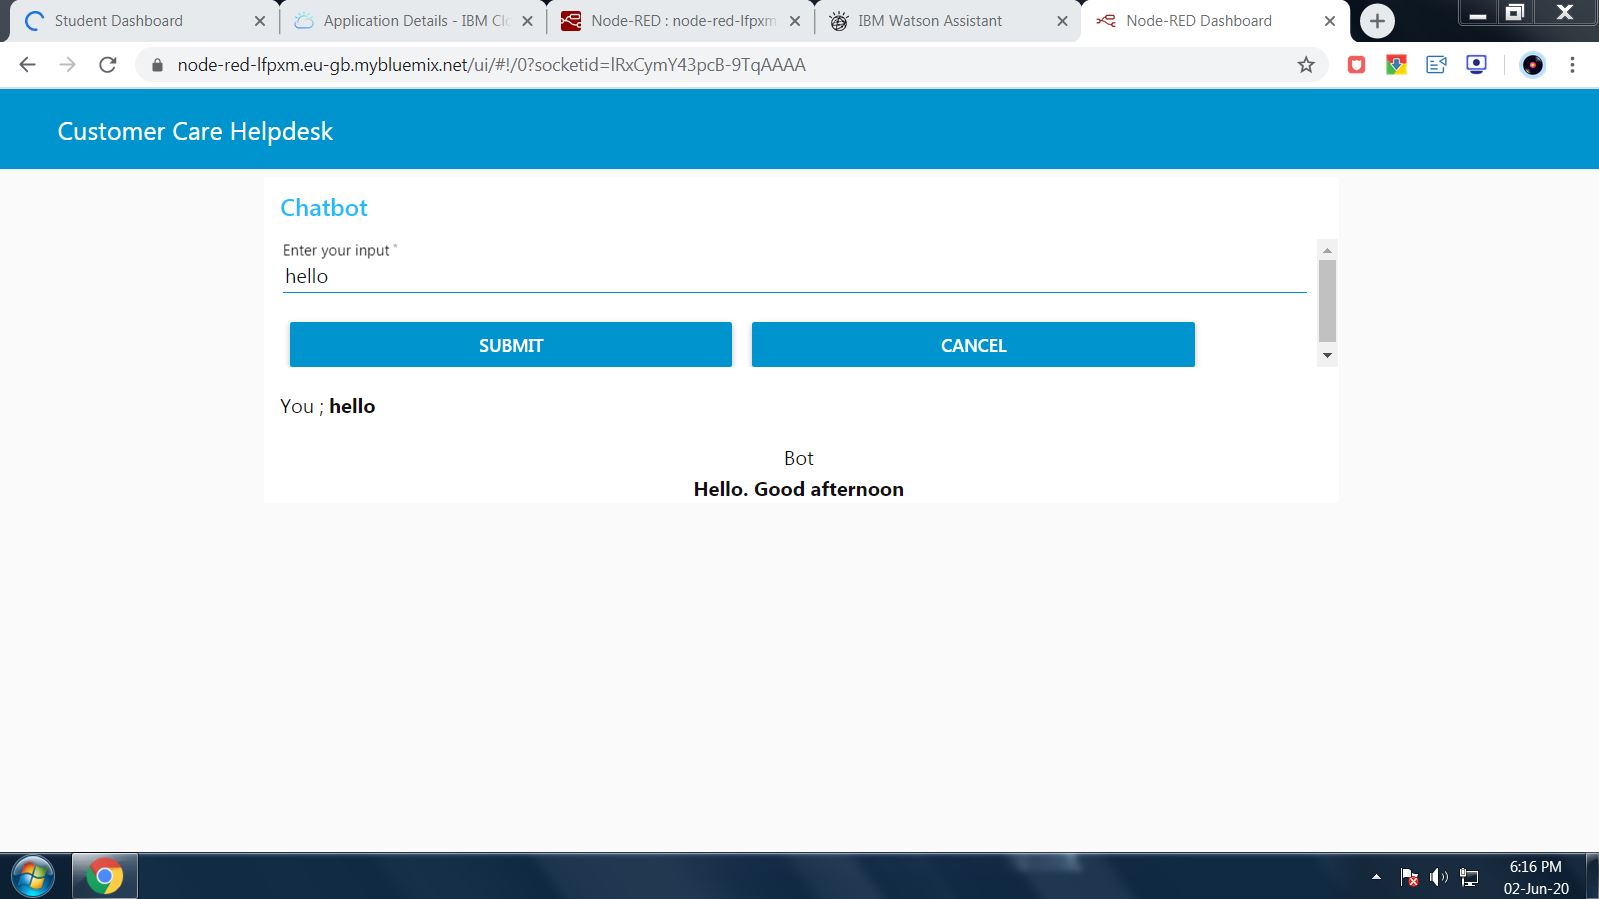 Student Dashboard
Application Details - IBM Clo
Node-RED : node-red-lfpxm
IBM Watson Assistant
Node-RED Dashboard
node-red-lfpxm.eu-gb.mybluemix.net/ui/#!/0?socketid=lRxCymY43pcB-9TqAAAA
Customer Care Helpdesk
Chatbot
Enter your input *
hello
SUBMIT CANCEL
You ; hello
Bot
Hello. Good afternoon
6:16 PM
02-Jun-20